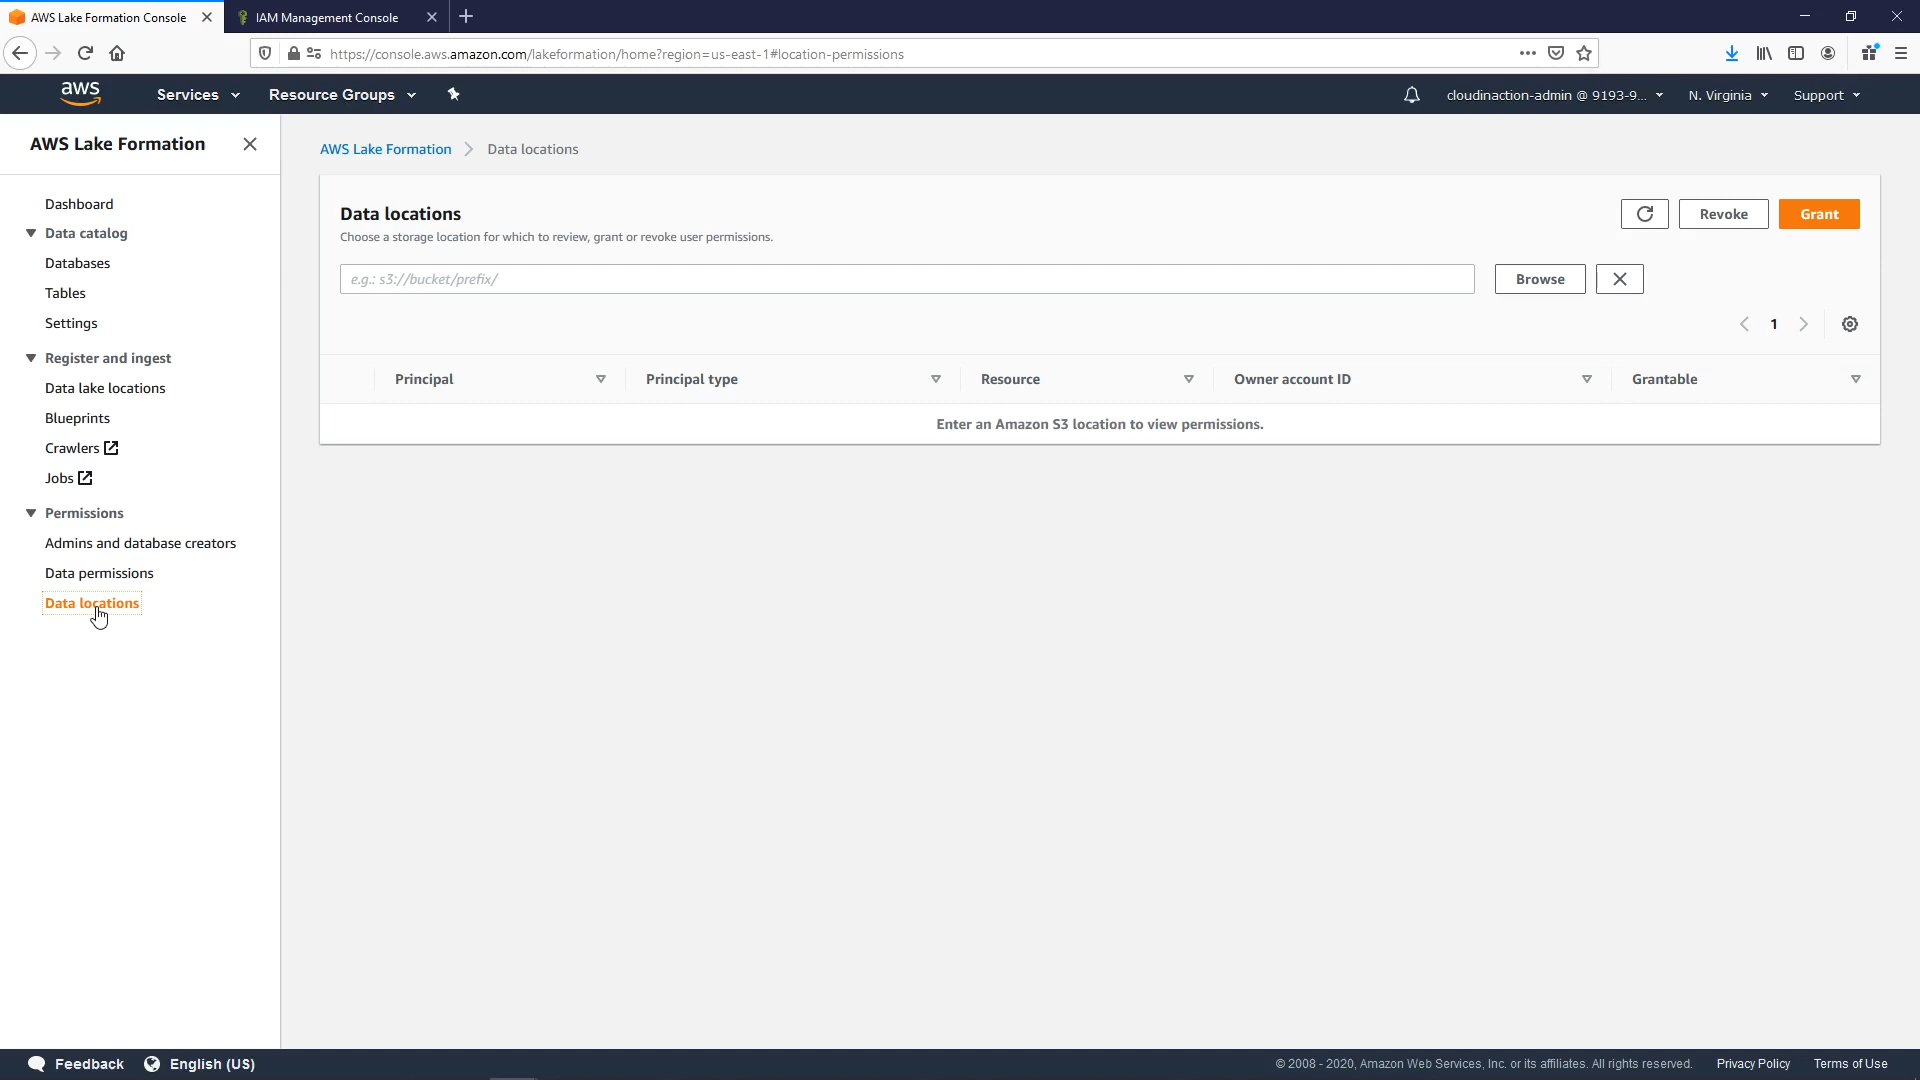 AWS Lake Formation Console
IAM Management Console
https://console.aws.amazon.com/lakeformation/home?region=us-east-1#location-permissions
aws
Services
Resource Groups
cloudinaction-admin @ 9193-9...
N. Virginia
Support
AWS Lake Formation
Dashboard
Data catalog
Databases
Tables
Settings
Register and ingest
Data lake locations
Blueprints
Crawlers
Jobs
Permissions
Admins and database creators
Data permissions
Data locations
AWS Lake Formation > Data locations
Data locations
Choose a storage location for which to review, grant or revoke user permissions.
Revoke
Grant
e.g.: s3://bucket/prefix/
Browse
1
Principal
Principal type
Resource
Owner account ID
Grantable
Enter an Amazon S3 location to view permissions.
Feedback
English (US)
© 2008 - 2020, Amazon Web Services, Inc. or its affiliates. All rights reserved.
Privacy Policy
Terms of Use